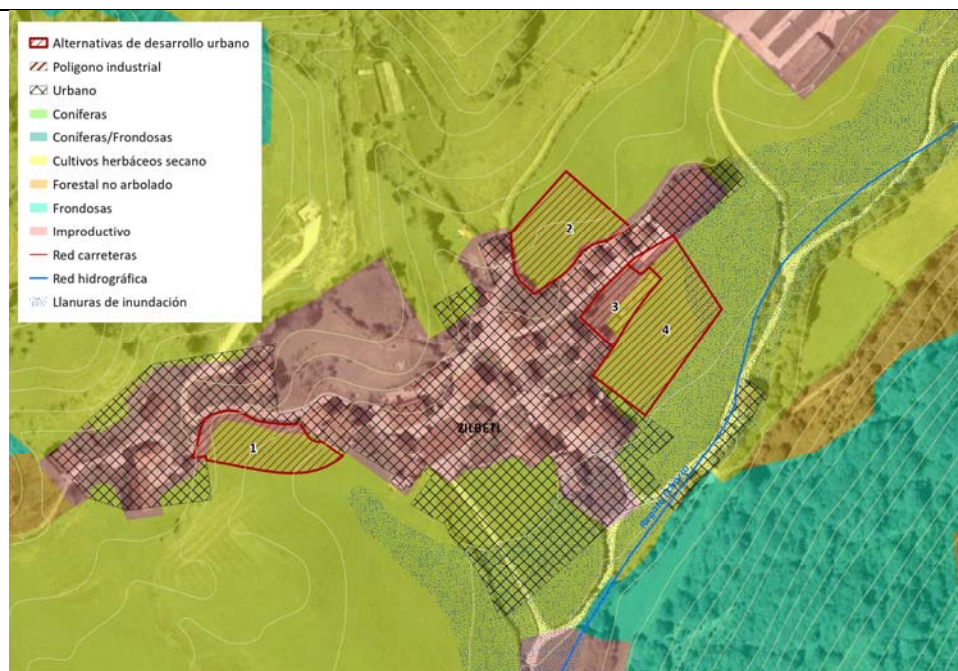 Alternativas de desarrollo urbano
Poligono industrial
Urbano
Coníferas
Coníferas/Frondosas
Cultivos herbáceos secano
Forestal no arbolado
Frondosas
Improductivo
Red carreteras
Red hidrográfica
Llanuras de inundación
2
3
4
ZILBETI
1